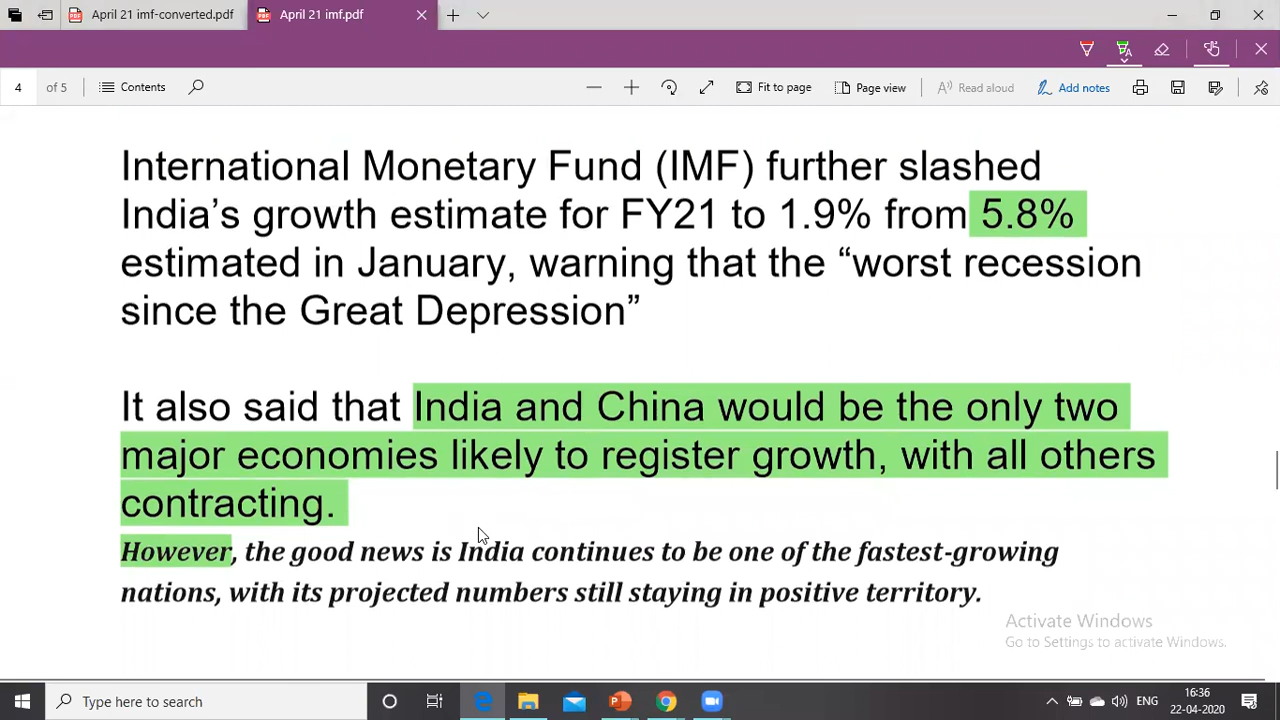 April 21 imf-converted.pdf
April 21 imf.pdf
4 of 5 Contents Fit to page Page view Read aloud Add notes
International Monetary Fund (IMF) further slashed
India’s growth estimate for FY21 to 1.9% from 5.8%
estimated in January, warning that the “worst recession
since the Great Depression”
It also said that India and China would be the only two
major economies likely to register growth, with all others
contracting.
However, the good news is India continues to be one of the fastest-growing
nations, with its projected numbers still staying in positive territory.
Activate Windows
Go to Settings to activate Windows.
Type here to search
ENG
16:36
22-04-2020